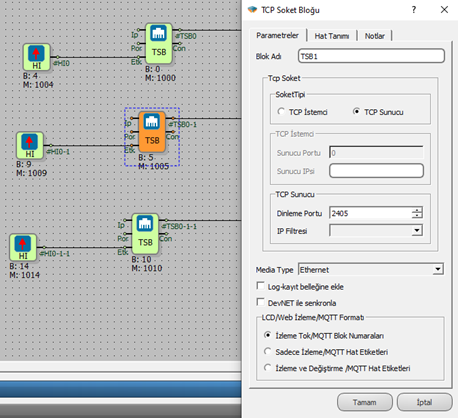 Ip
#TSB0
Por
Con
Etk
TSB
HI
#HI0
B: 4
M: 1004
B: 0
M: 1000
Ip
#TSB0-1
Por
Con
Etk
TSB
HI
#HI0-1
B: 9
M: 1009
B: 5
M: 1005
Ip
#TSB0-1-1
Por
Con
Etk
TSB
HI
#HI0-1-1
B: 14
M: 1014
B: 10
M: 1010
TCP Soket Bloğu
Parametreler
Hat Tanımı
Notlar
Blok Adı
TSB1
Tcp Soket
SoketTipi
TCP İstemci
TCP Sunucu
TCP İstemci
Sunucu Portu
0
Sunucu IPsi
TCP Sunucu
Dinleme Portu
2405
IP Filtresi
Media Type
Ethernet
Log-kayıt belleğine ekle
DevNET ile senkronla
LCD/Web İzleme/MQTT Formatı
İzleme Tok/MQTT Blok Numaraları
Sadece İzleme/MQTT Hat Etiketleri
İzleme ve Değiştirme /MQTT Hat Etiketleri
Tamam
İptal